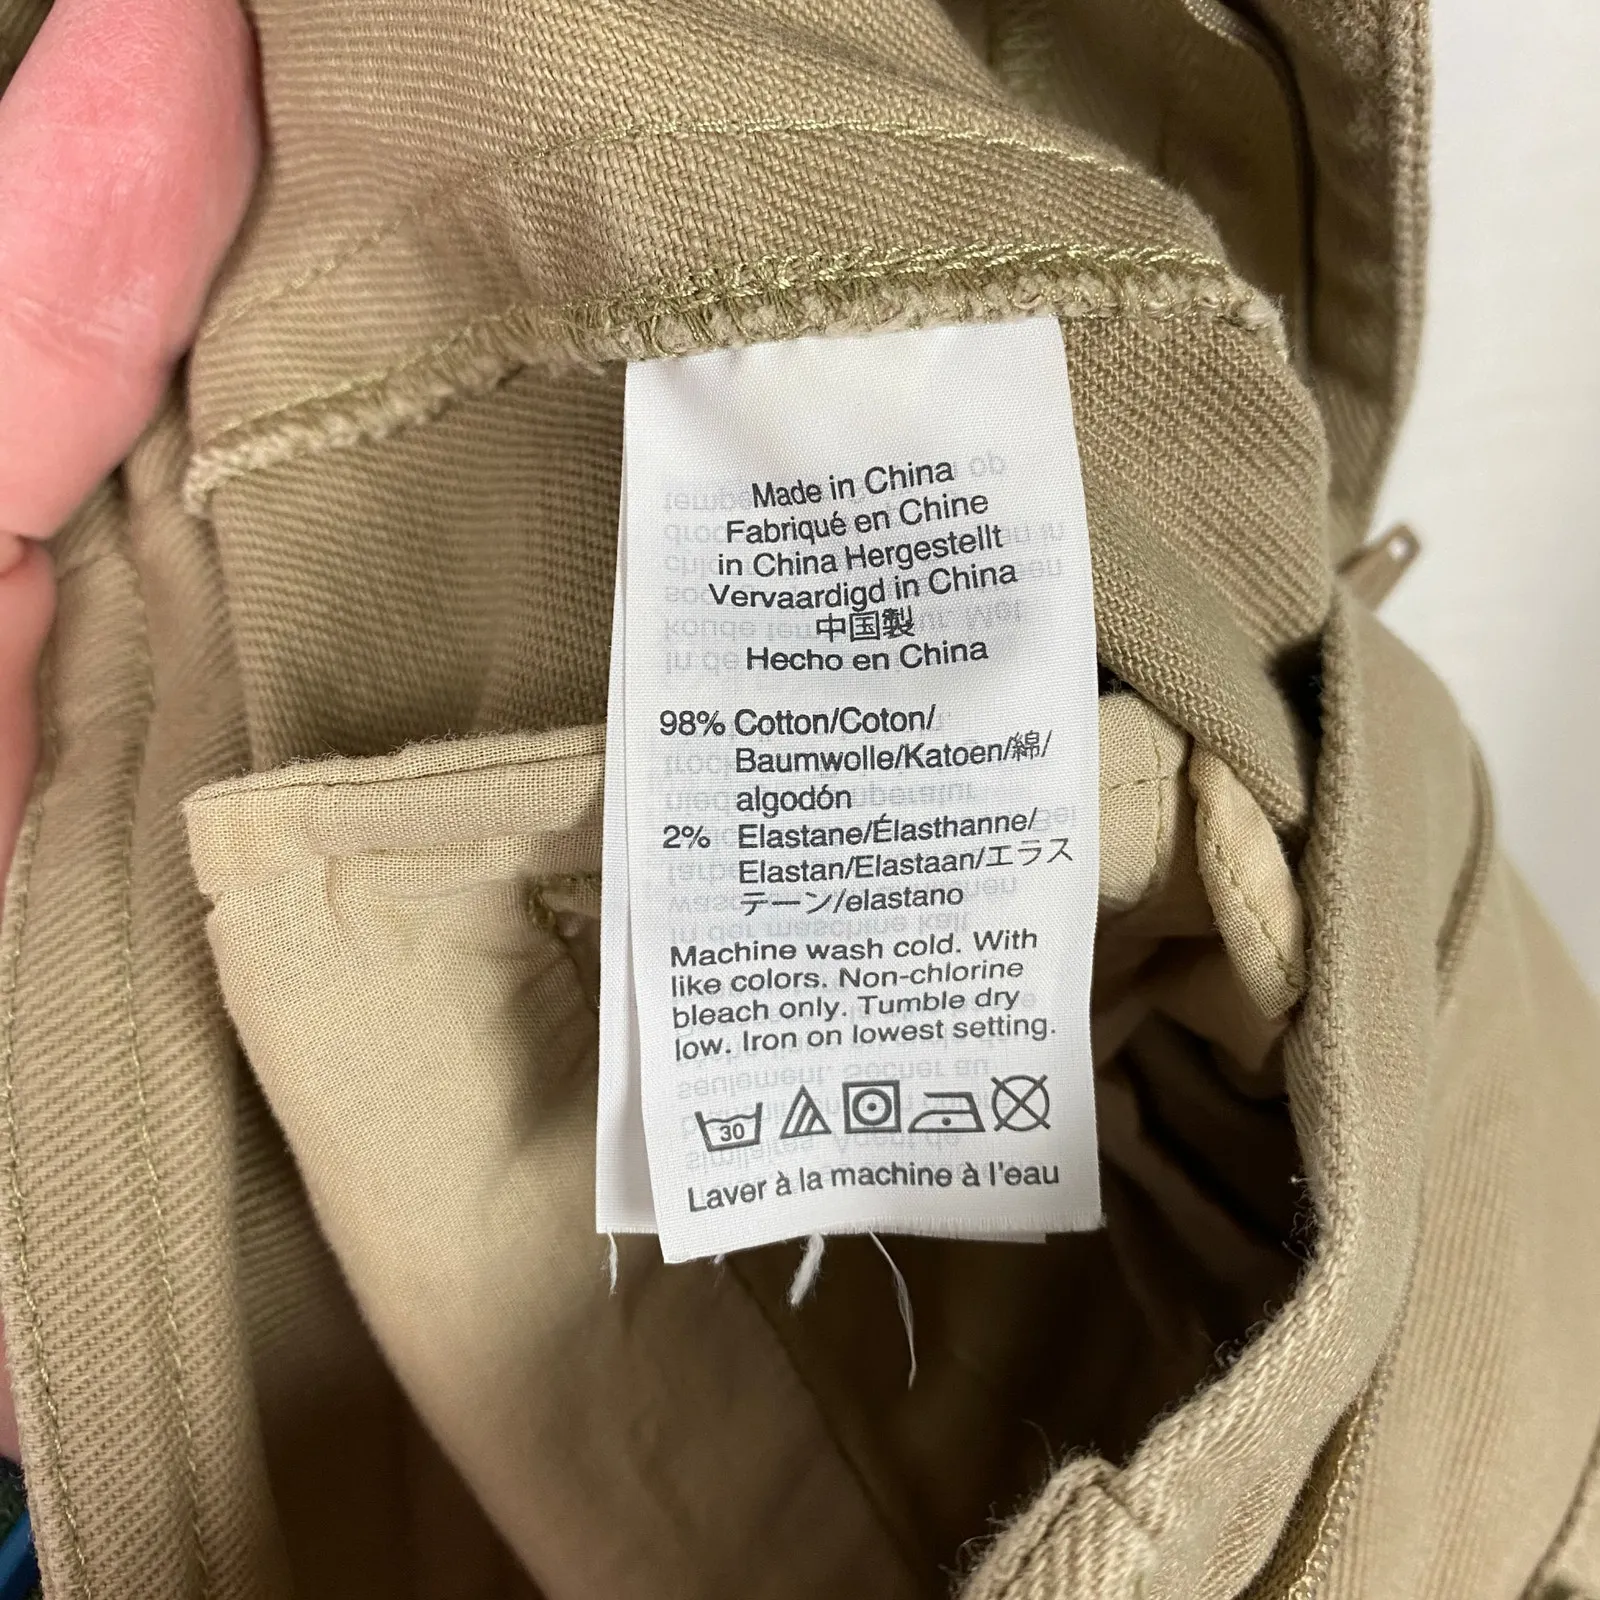 Made in China
Fabriqué en Chine
in China Hergestellt
Vervaardigd in China
中国製
Hecho en China
98% Cotton/Coton/
Baumwolle/Katoen/綿/
algodón
2% Elastane/Élasthanne/
Elastan/Elastaan/エラス
テーン/elastano
Machine wash cold. With
like colors. Non-chlorine
bleach only. Tumble dry
low. Iron on lowest setting.
30
Laver à la machine à l'eau